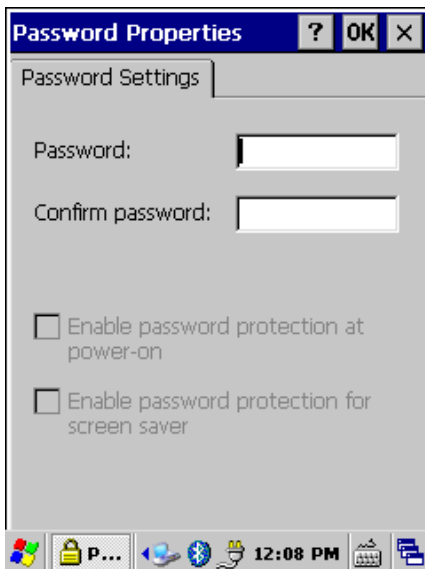 Password Properties ? OK ×
Password Settings
Password:
Confirm password:
Enable password protection at
power-on
Enable password protection for
screen saver
P... 12:08 PM